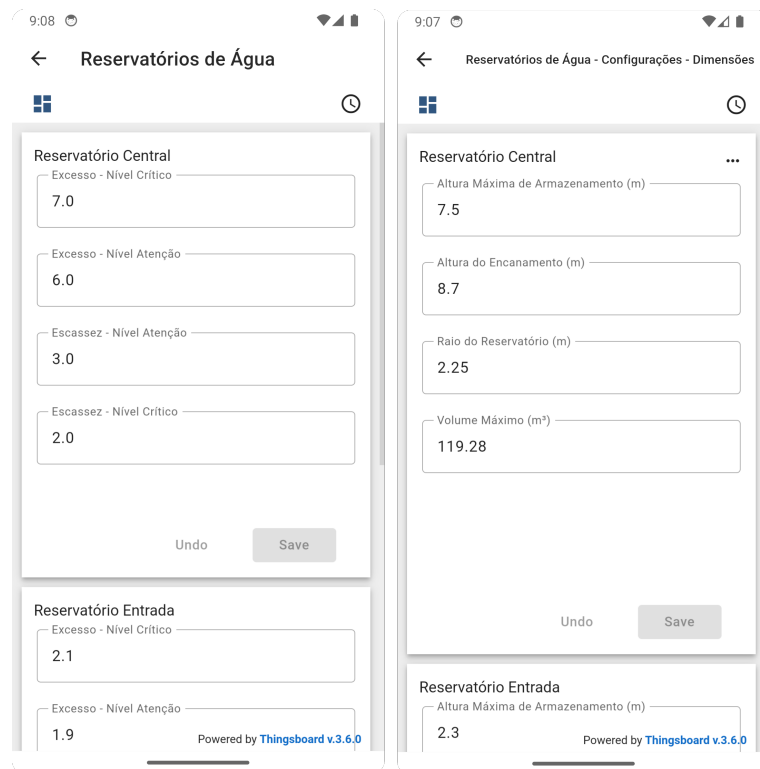 9:08
Reservatórios de Água
Reservatório Central
Excesso - Nível Crítico
7.0
Excesso - Nível Atenção
6.0
Escassez - Nível Atenção
3.0
Escassez - Nível Crítico
2.0
Undo
Save
Reservatório Entrada
Excesso - Nível Crítico
2.1
Excesso - Nível Atenção
1.9
Powered by Thingsboard v.3.6.0
9:07
Reservatórios de Água - Configurações - Dimensões
Reservatório Central
Altura Máxima de Armazenamento (m)
7.5
Altura do Encanamento (m)
8.7
Raio do Reservatório (m)
2.25
Volume Máximo (m³)
119.28
Undo
Save
Reservatório Entrada
Altura Máxima de Armazenamento (m)
2.3
Powered by Thingsboard v.3.6.0